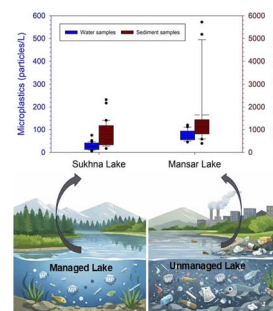 Water samples
Sediment samples
Microplastics (particles/L)
600
500
400
300
200
100
0
6000
5000
4000
3000
2000
1000
0
Sukhna Lake
Mansar Lake
Managed Lake
Unmanaged Lake